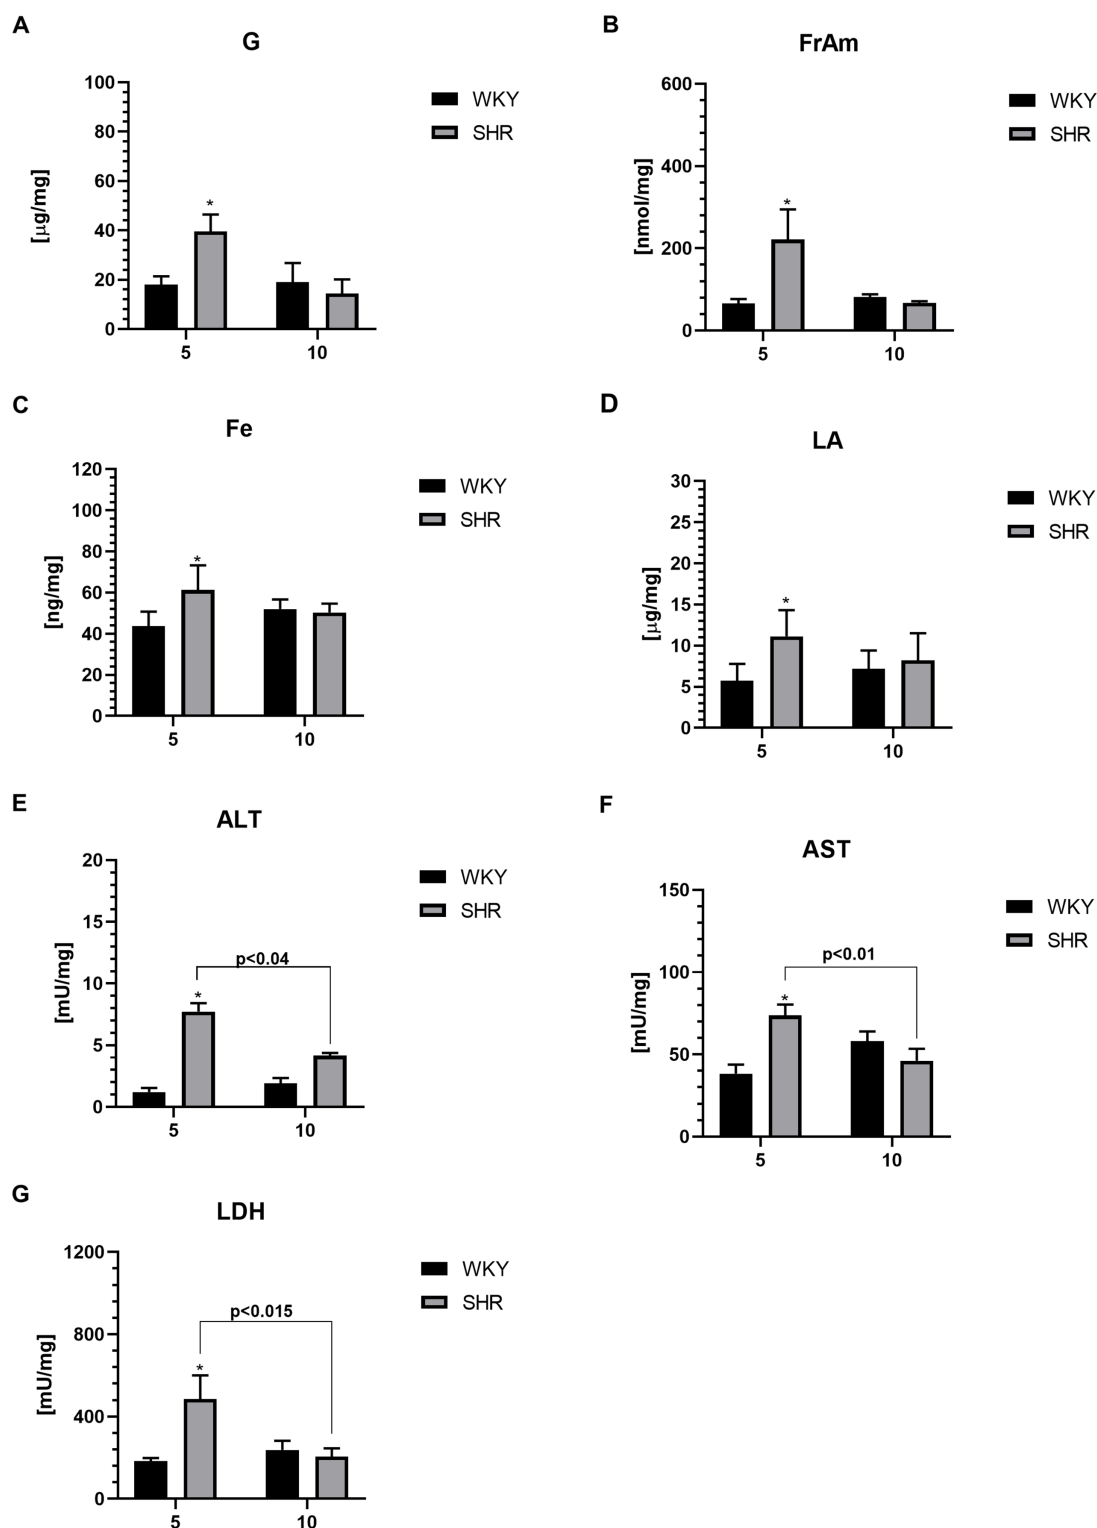 A
G
100
80
60
40
20
0
[µg/mg]
*
5
10
WKY
SHR
B
FrAm
600
400
200
0
[nmol/mg]
*
5
10
WKY
SHR
C
Fe
120
100
80
60
40
20
0
[ng/mg]
*
5
10
WKY
SHR
D
LA
30
25
20
15
10
5
0
[µg/mg]
*
5
10
WKY
SHR
E
ALT
20
15
10
5
0
[mU/mg]
p<0.04
*
5
10
WKY
SHR
F
AST
150
100
50
0
[mU/mg]
p<0.01
*
5
10
WKY
SHR
G
LDH
1200
800
400
0
[mU/mg]
p<0.015
*
5
10
WKY
SHR